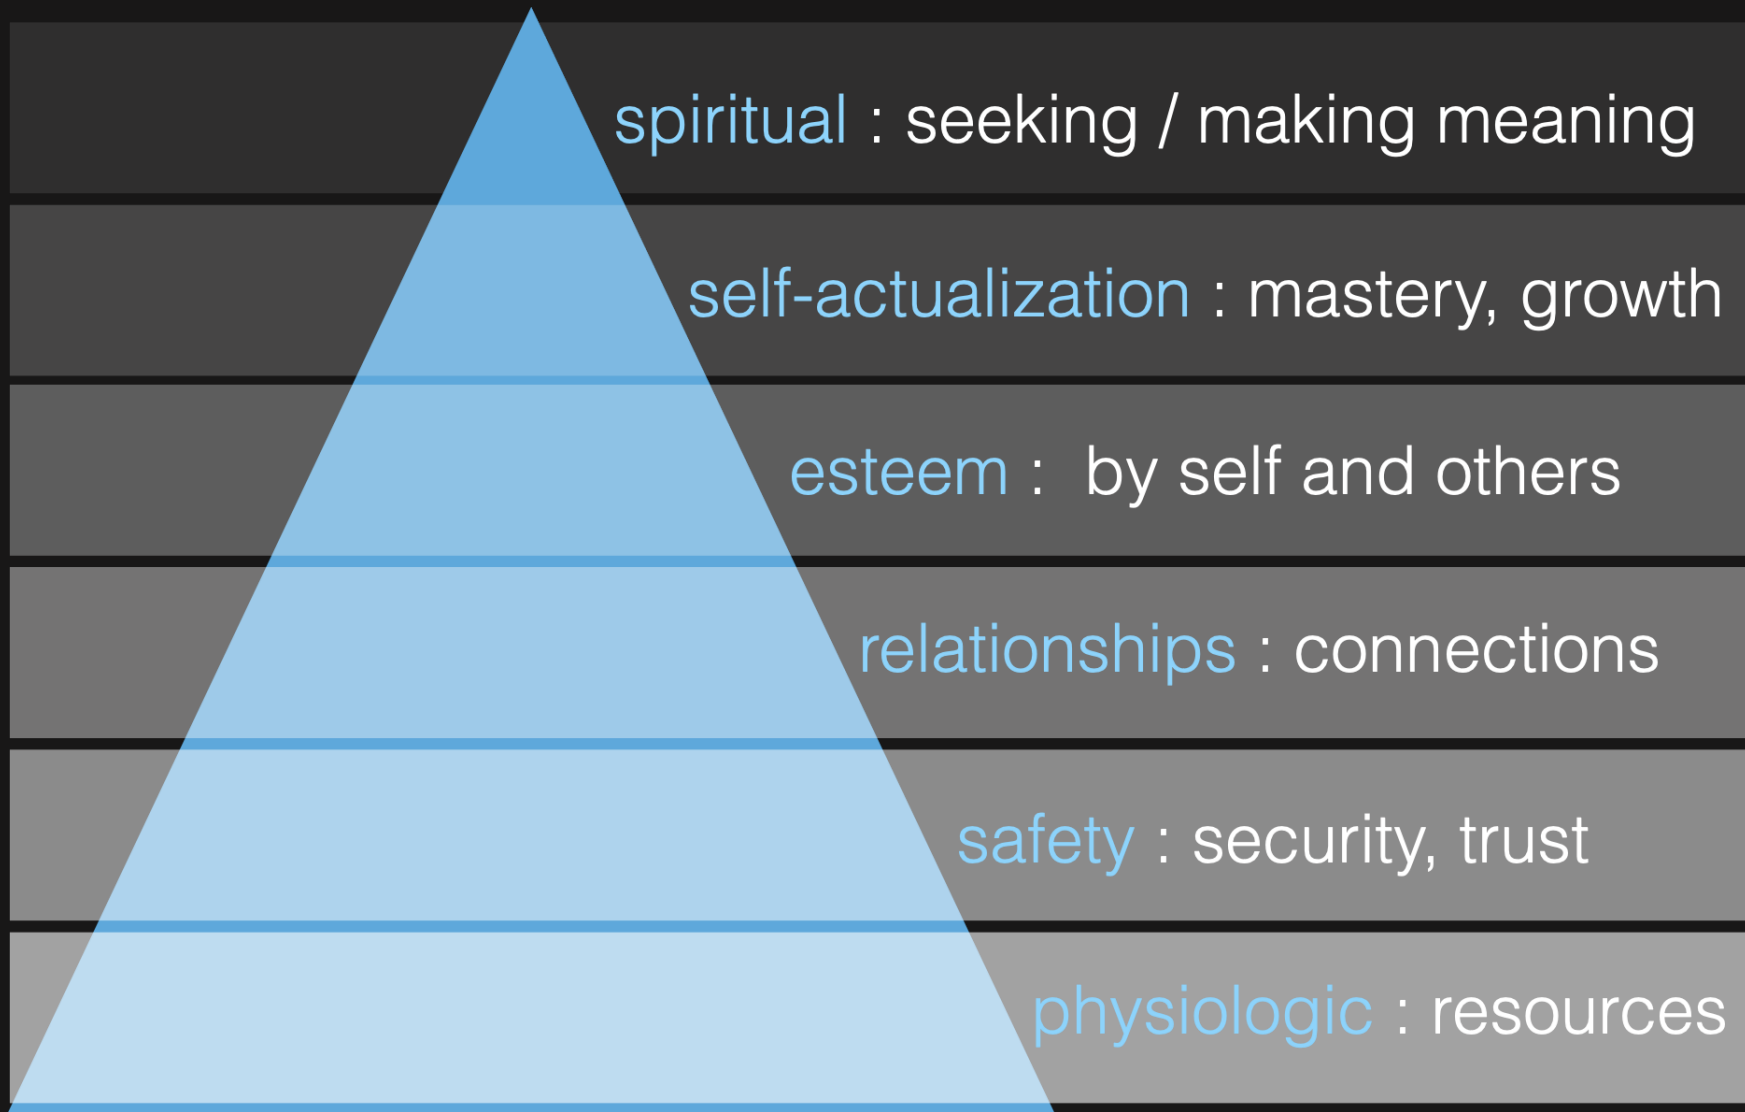 spiritual : seeking / making meaning
self-actualization : mastery, growth
esteem :  by self and others
relationships : connections
safety : security, trust
physiologic : resources